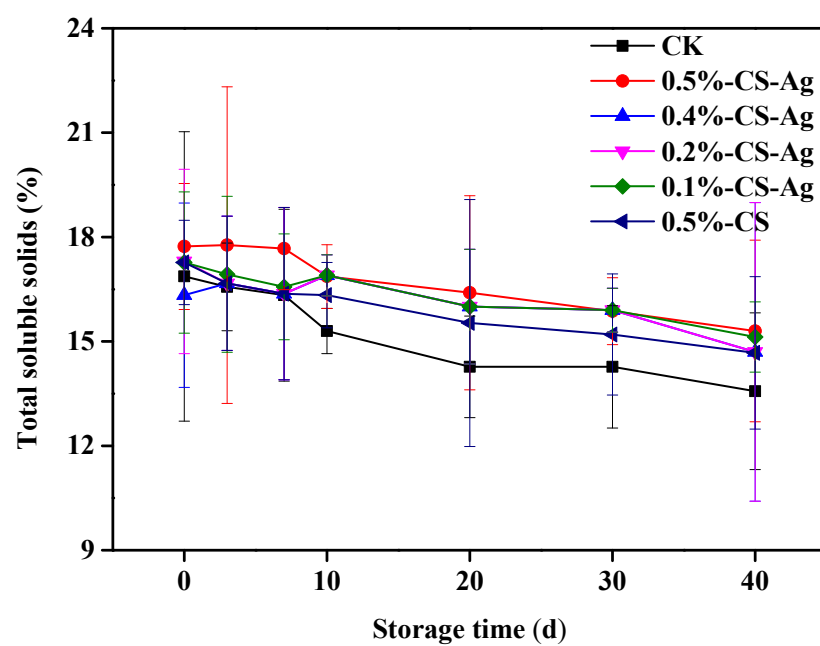 Total soluble solids (%)
24
21
18
15
12
9
CK
0.5%-CS-Ag
0.4%-CS-Ag
0.2%-CS-Ag
0.1%-CS-Ag
0.5%-CS
0 10 20 30 40
Storage time (d)